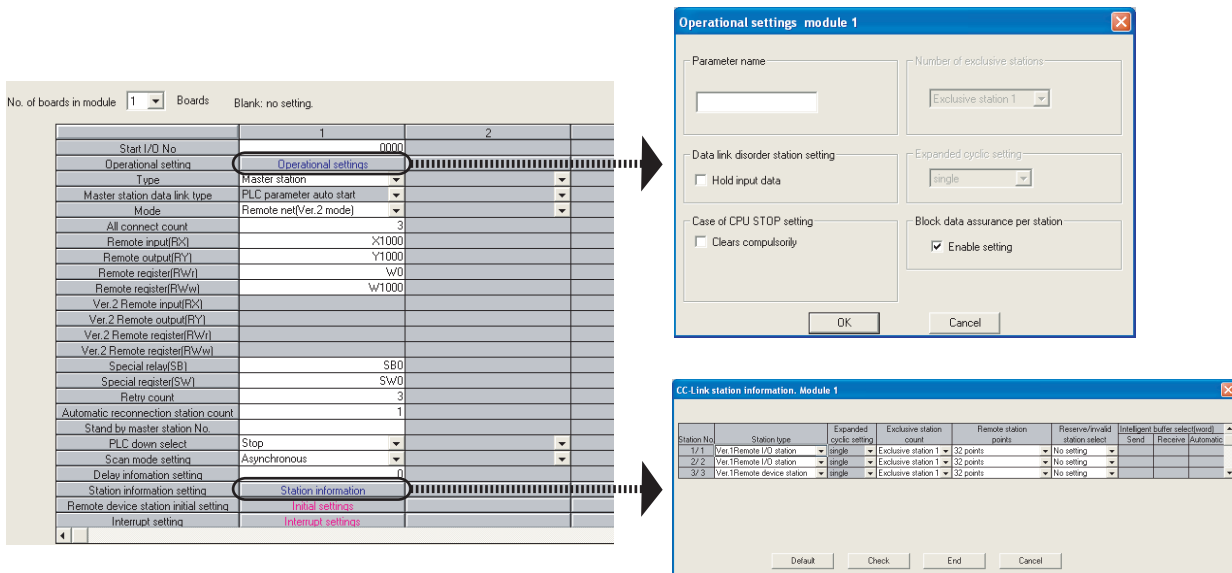 No. of boards in module 1 Boards Blank: no setting.
1 2
Start I/O No 0000
Operational setting Operational settings
Type Master station
Master station data link type PLC parameter auto start
Mode Remote net(Ver.2 mode)
All connect count 3
Remote input(RX) X1000
Remote output(RY) Y1000
Remote register(RWr) W0
Remote register(RWw) W1000
Ver.2 Remote input(RX)
Ver.2 Remote output(RY)
Ver.2 Remote register(RWr)
Ver.2 Remote register(RWw)
Special relay(SB) SB0
Special register(SW) SW0
Retry count 3
Automatic reconnection station count 1
Stand by master station No.
PLC down select Stop
Scan mode setting Asynchronous
Delay infomation setting 0
Station information setting Station information
Remote device station initial setting Initial settings
Interrupt setting Interrupt settings
Operational settings module 1
Parameter name
Number of exclusive stations
Exclusive station 1
Data link disorder station setting
Hold input data
Expanded cyclic setting
single
Case of CPU STOP setting
Clears compulsorily
Block data assurance per station
Enable setting
OK Cancel
CC-Link station information. Module 1
Station No. Station type Expanded cyclic setting Exclusive station count Remote station points Reserve/invalid station select Intelligent buffer select(word) Send Receive Automatic
1/1 Ver.1Remote I/O station single Exclusive station 1 32 points No setting
2/2 Ver.1Remote I/O station single Exclusive station 1 32 points No setting
3/3 Ver.1Remote device station single Exclusive station 1 32 points No setting
Default Check End Cancel